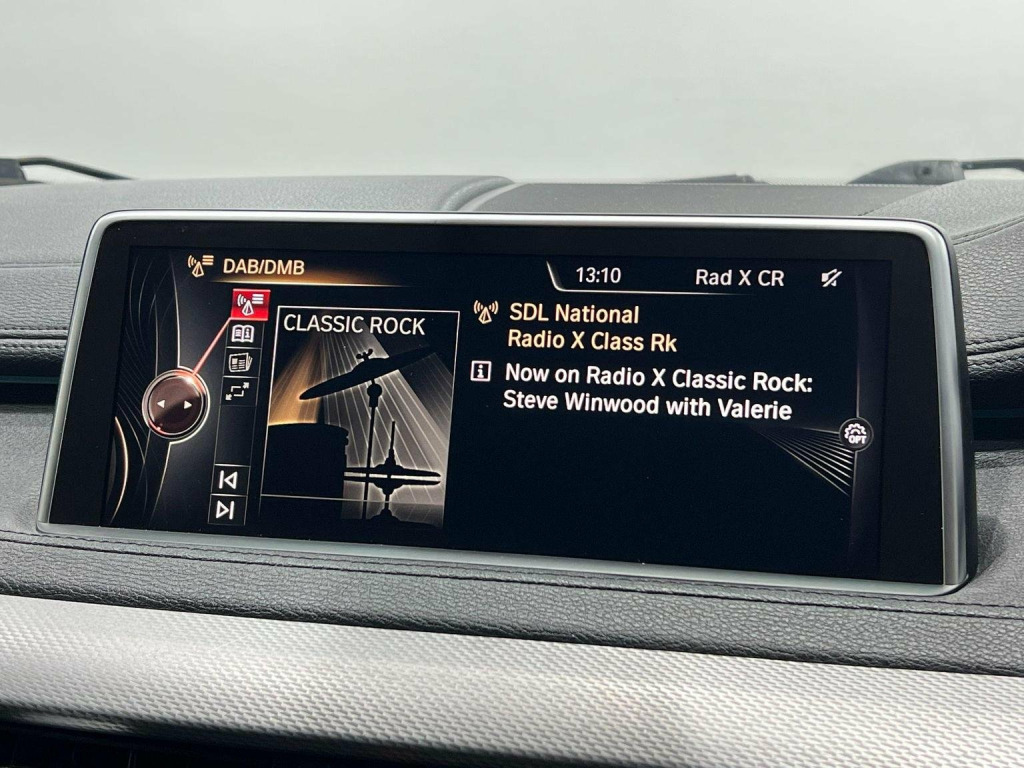 DAB/DMB
13:10
Rad X CR
CLASSIC ROCK
SDL National
Radio X Class Rk
Now on Radio X Classic Rock:
Steve Winwood with Valerie
OPT